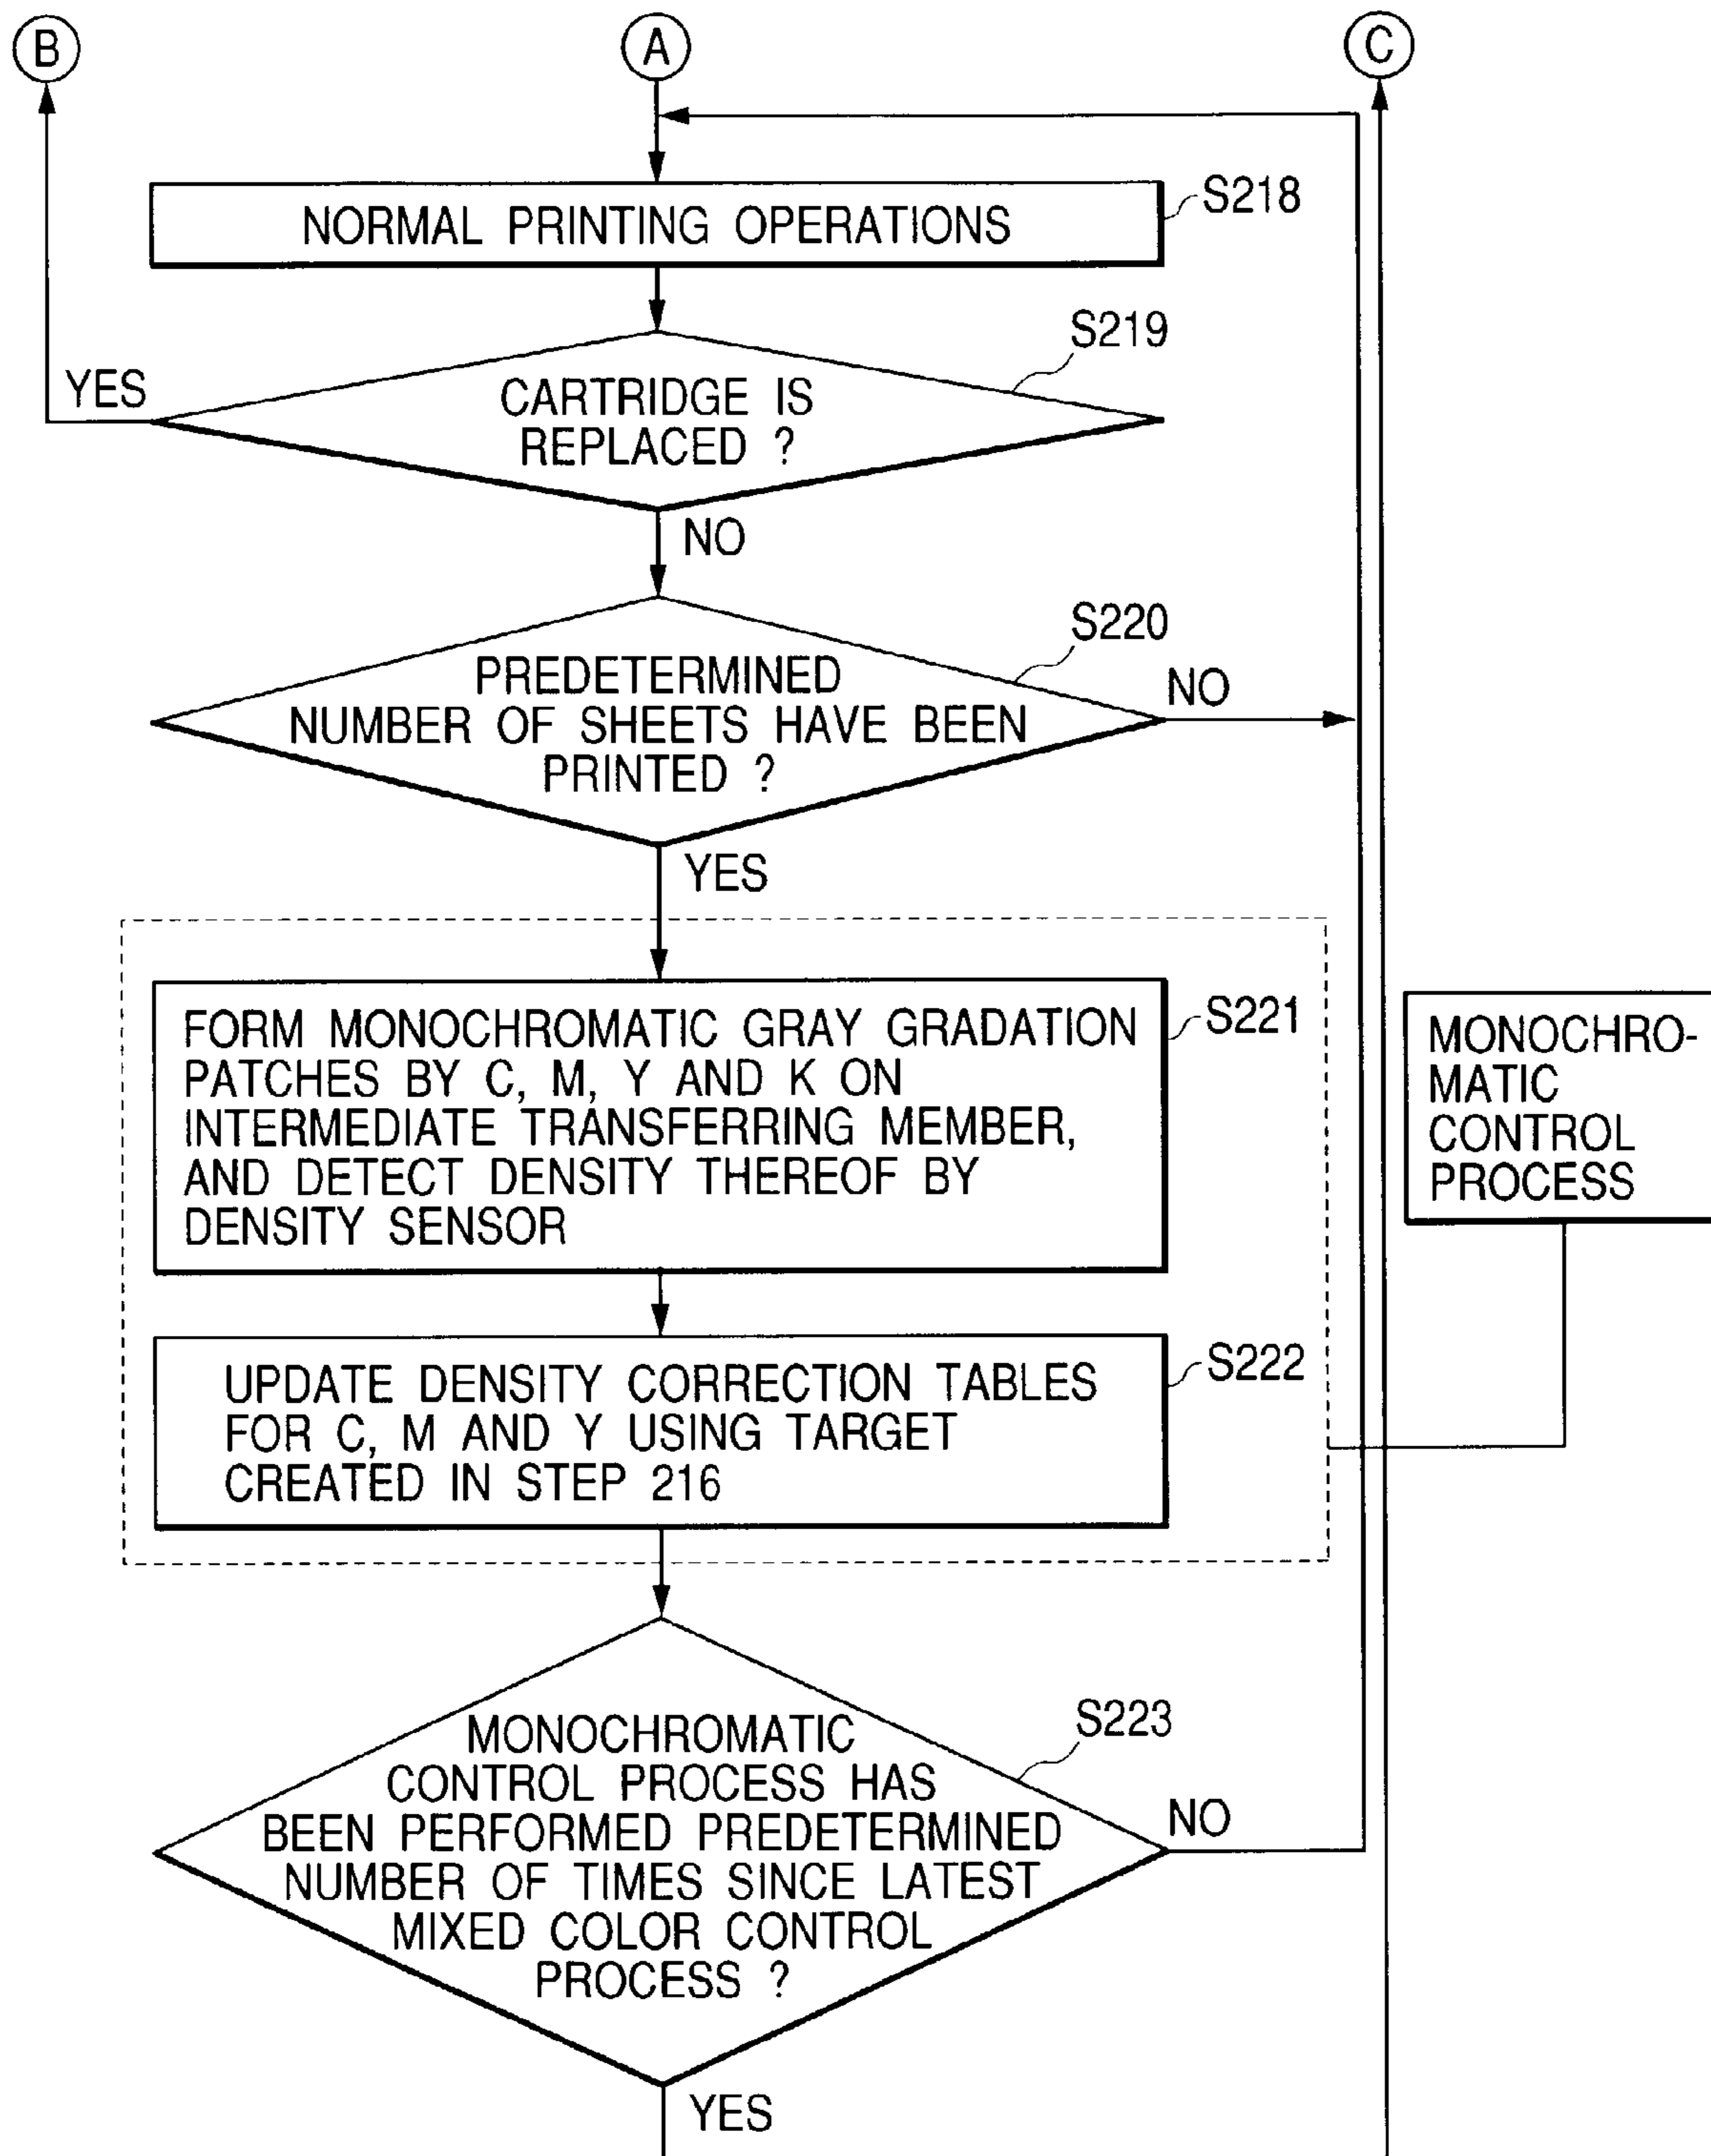 B
A
C
NORMAL PRINTING OPERATIONS
S218
S219
YES
CARTRIDGE IS
REPLACED ?
NO
S220
PREDETERMINED
NUMBER OF SHEETS HAVE BEEN
PRINTED ?
NO
YES
FORM MONOCHROMATIC GRAY GRADATION
PATCHES BY C, M, Y AND K ON
INTERMEDIATE TRANSFERRING MEMBER,
AND DETECT DENSITY THEREOF BY
DENSITY SENSOR
S221
MONOCHRO-
MATIC
CONTROL
PROCESS
UPDATE DENSITY CORRECTION TABLES
FOR C, M AND Y USING TARGET
CREATED IN STEP 216
S222
S223
MONOCHROMATIC
CONTROL PROCESS HAS
BEEN PERFORMED PREDETERMINED
NUMBER OF TIMES SINCE LATEST
MIXED COLOR CONTROL
PROCESS ?
NO
YES